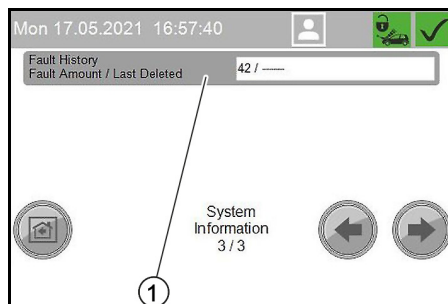 Mon 17.05.2021 16:57:40
Fault History
Fault Amount / Last Deleted
42 / -------
System
Information
3 / 3
1